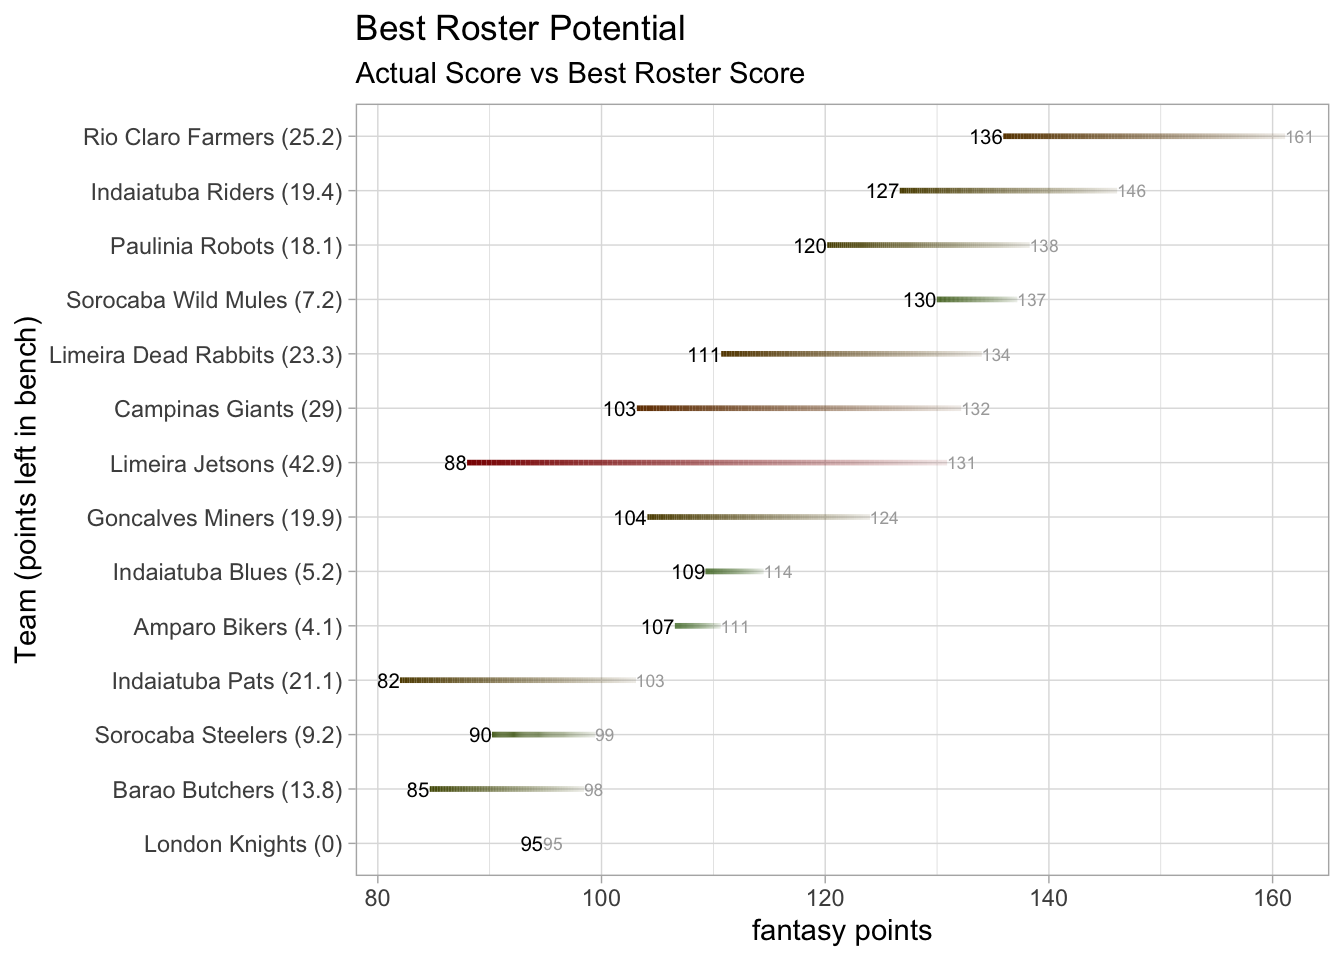 Best Roster Potential
Actual Score vs Best Roster Score
Team (points left in bench)
Rio Claro Farmers (25.2) 136 161
Indaiatuba Riders (19.4) 127 146
Paulinia Robots (18.1) 120 138
Sorocaba Wild Mules (7.2) 130 137
Limeira Dead Rabbits (23.3) 111 134
Campinas Giants (29) 103 132
Limeira Jetsons (42.9) 88 131
Goncalves Miners (19.9) 104 124
Indaiatuba Blues (5.2) 109 114
Amparo Bikers (4.1) 107 111
Indaiatuba Pats (21.1) 82 103
Sorocaba Steelers (9.2) 90 99
Barao Butchers (13.8) 85 98
London Knights (0) 95 95
80 100 120 140 160
fantasy points